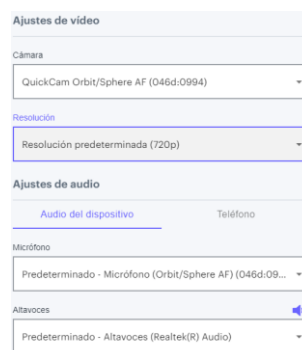 Ajustes de vídeo
Cámara
QuickCam Orbit/Sphere AF (046d:0994)
Resolución
Resolución predeterminada (720p)
Ajustes de audio
Audio del dispositivo Teléfono
Micrófono
Predeterminado - Micrófono (Orbit/Sphere AF) (046d:09...
Altavoces
Predeterminado - Altavoces (Realtek(R) Audio)